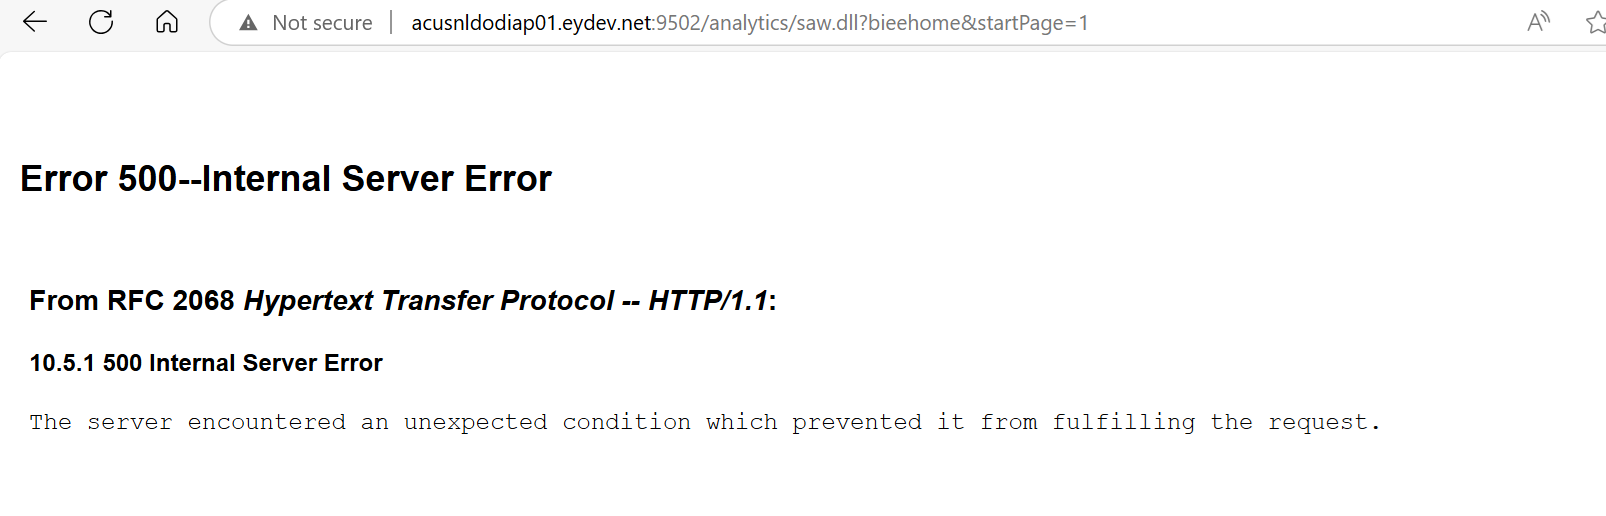 Not secure | acusnldodiap01.eydev.net:9502/analytics/saw.dll?bieehome&startPage=1 A
Error 500--Internal Server Error
From RFC 2068 Hypertext Transfer Protocol -- HTTP/1.1:
10.5.1 500 Internal Server Error
The server encountered an unexpected condition which prevented it from fulfilling the request.